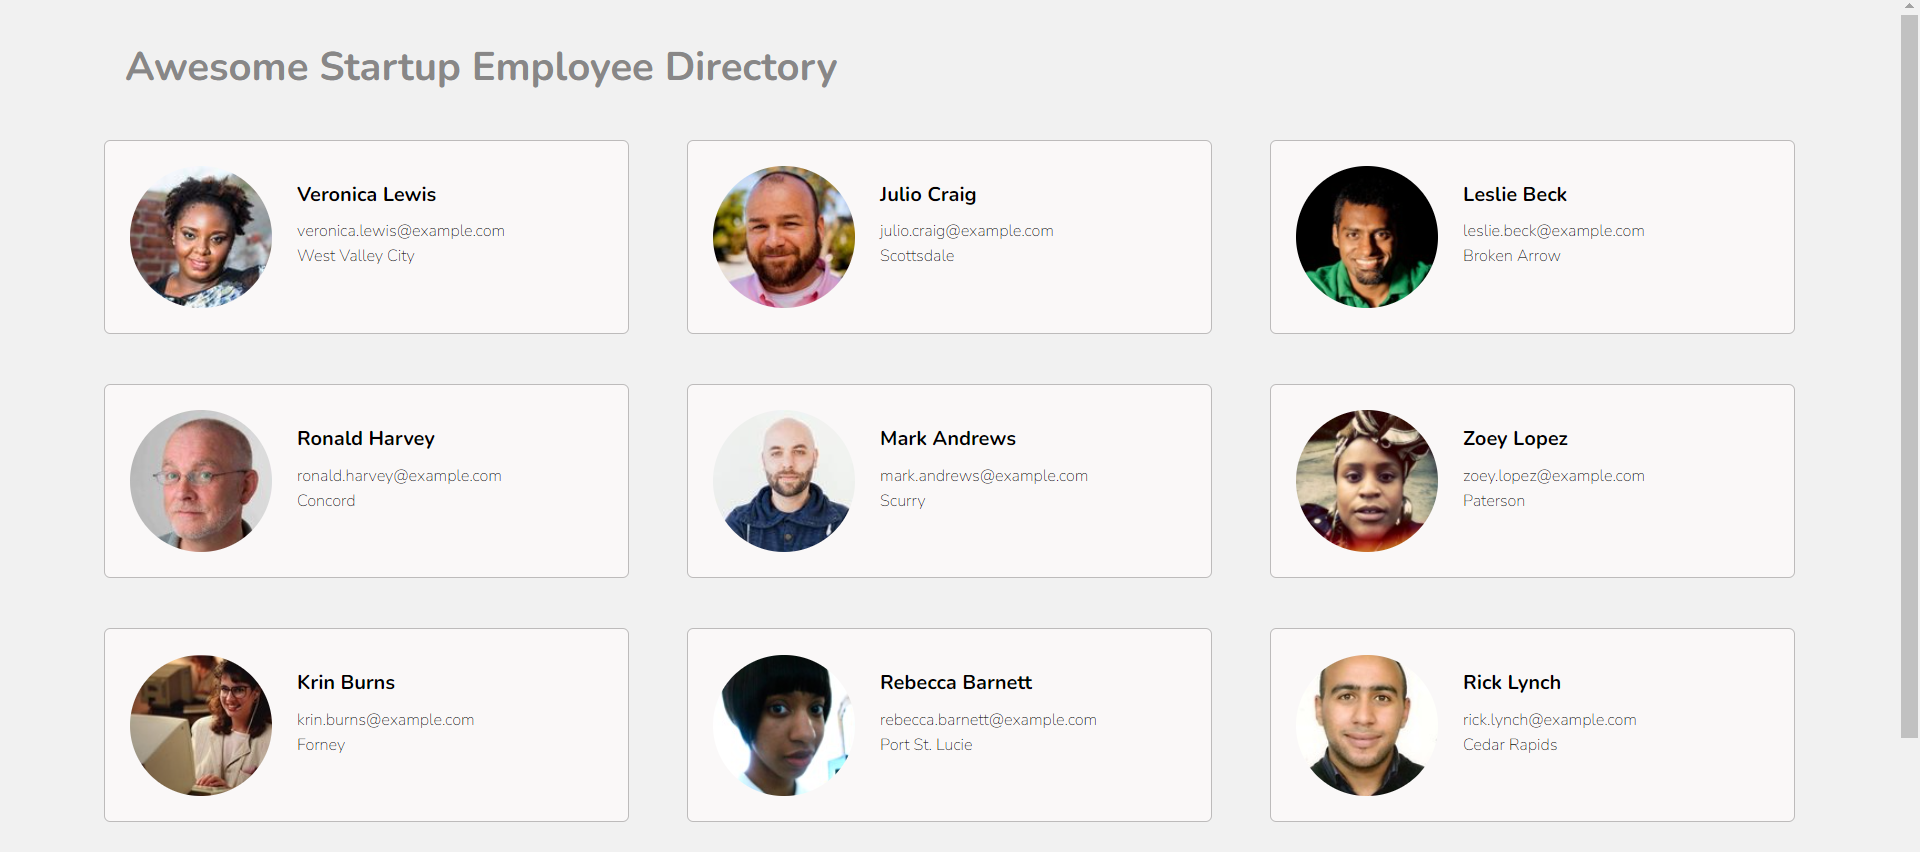 Awesome Startup Employee Directory
Veronica Lewis
veronica.lewis@example.com
West Valley City
Julio Craig
julio.craig@example.com
Scottsdale
Leslie Beck
leslie.beck@example.com
Broken Arrow
Ronald Harvey
ronald.harvey@example.com
Concord
Mark Andrews
mark.andrews@example.com
Scurry
Zoey Lopez
zoey.lopez@example.com
Paterson
Krin Burns
krin.burns@example.com
Forney
Rebecca Barnett
rebecca.barnett@example.com
Port St. Lucie
Rick Lynch
rick.lynch@example.com
Cedar Rapids